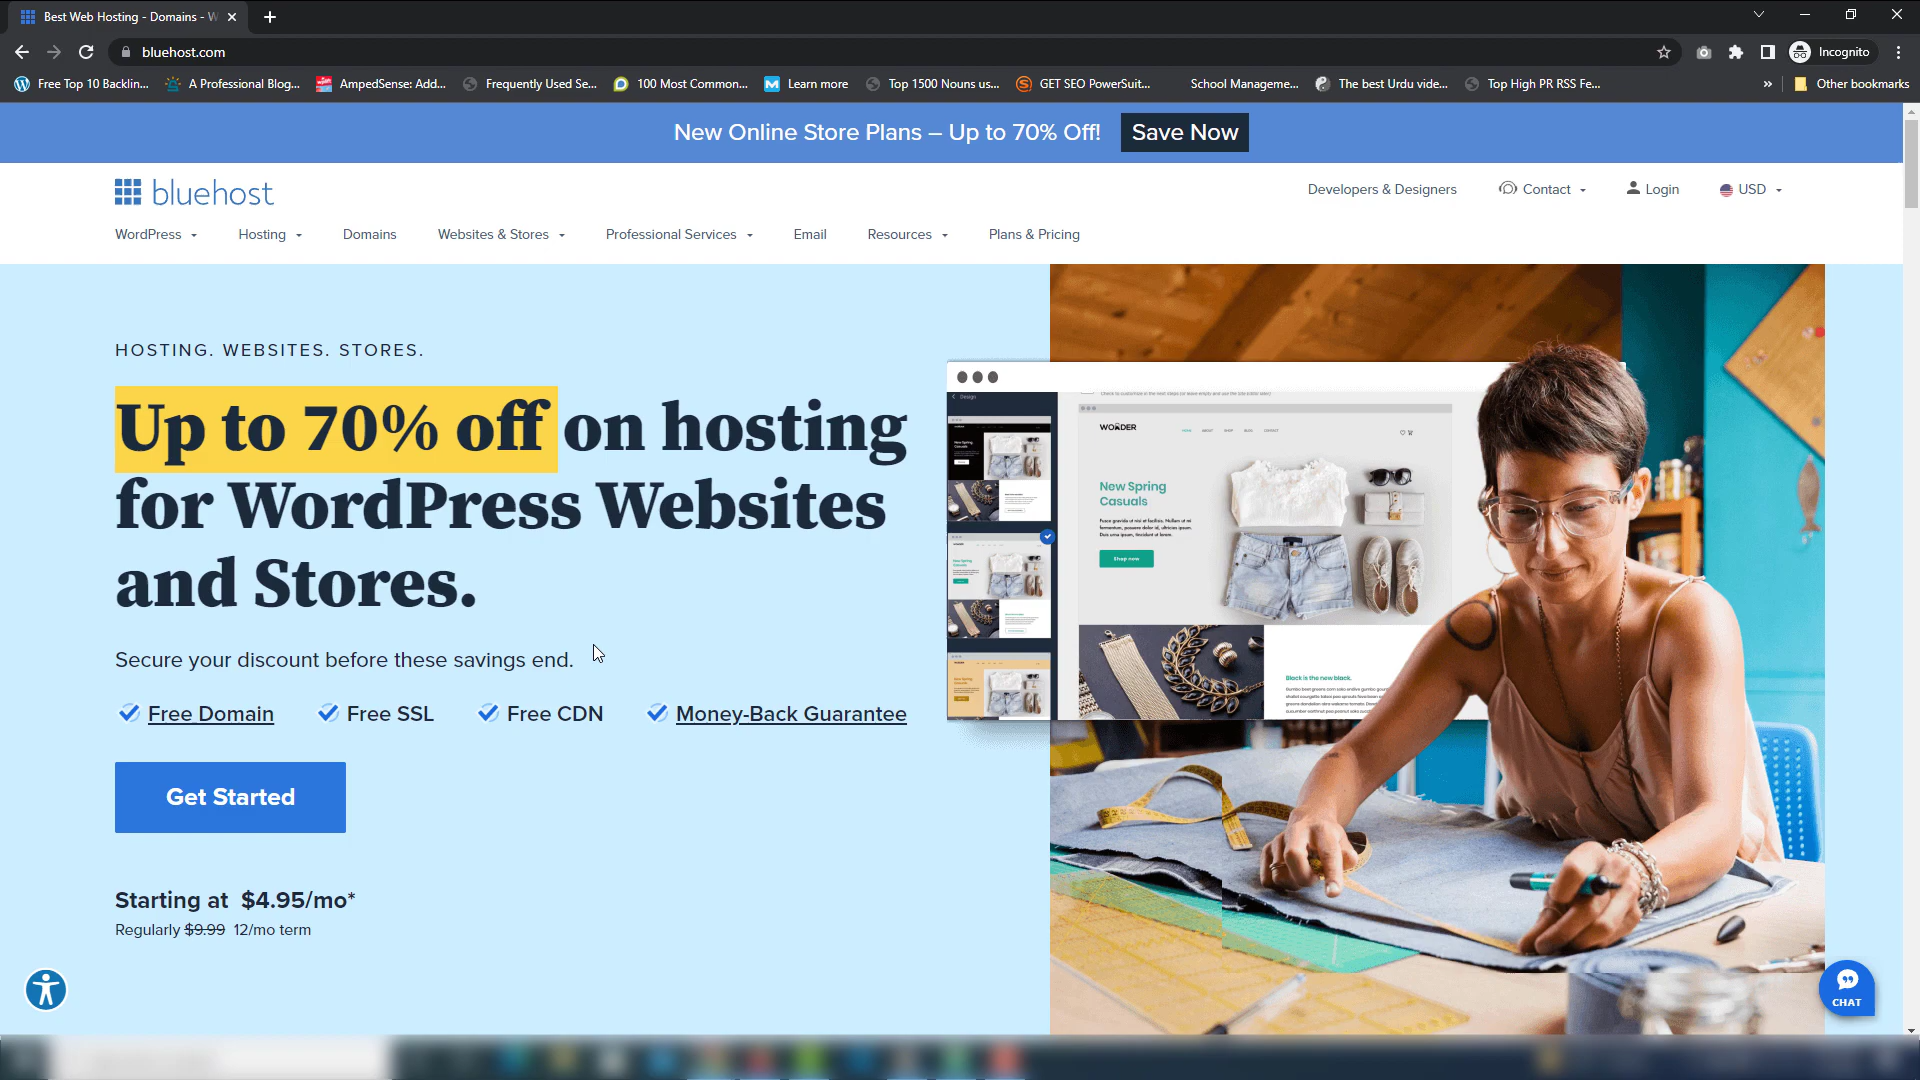 Best Web Hosting - Domains - W
bluehost.com
Incognito
Free Top 10 Backlin...
A Professional Blog...
AmpedSense: Add...
Frequently Used Se...
100 Most Common...
Learn more
Top 1500 Nouns us...
GET SEO PowerSuit...
School Manageme...
The best Urdu vide...
Top High PR RSS Fe...
»
Other bookmarks
New Online Store Plans – Up to 70% Off!
Save Now
bluehost
Developers & Designers
Contact
Login
USD
WordPress
Hosting
Domains
Websites & Stores
Professional Services
Email
Resources
Plans & Pricing
HOSTING. WEBSITES. STORES.
Up to 70% off on hosting
for WordPress Websites
and Stores.
Secure your discount before these savings end.
Free Domain
Free SSL
Free CDN
Money-Back Guarantee
Get Started
Starting at $4.95/mo*
Regularly $9.99 12/mo term
Design
WONDER
HOME
ABOUT
SHOP
BLOG
CONTACT
New Spring
Casuals
Shop now
Black is the new black.
CHAT